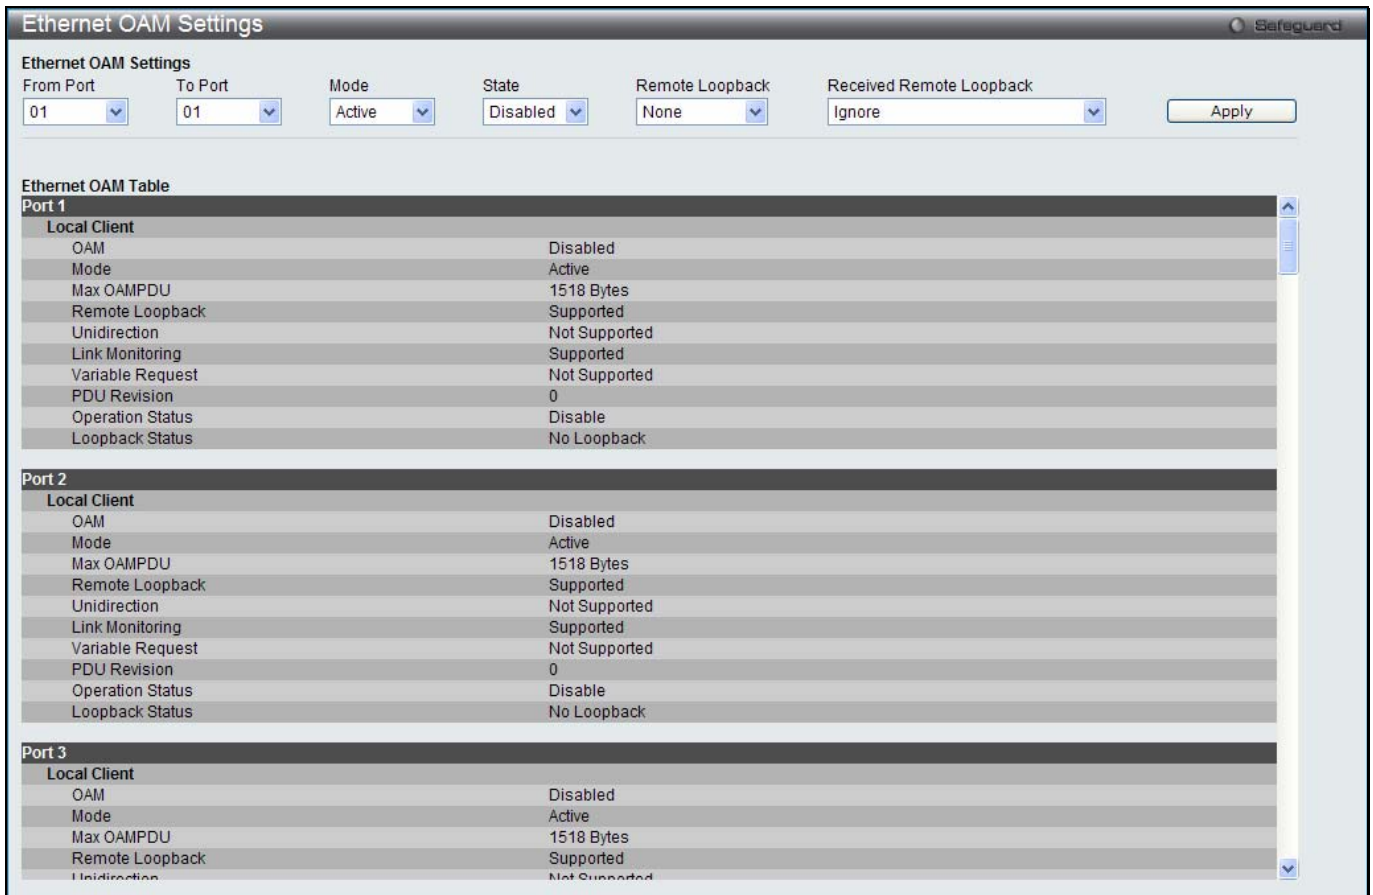 Ethernet OAM Settings
Safeguard
Ethernet OAM Settings
From Port To Port Mode State Remote Loopback Received Remote Loopback
01 01 Active Disabled None Ignore Apply
Ethernet OAM Table
Port 1
Local Client
OAM Disabled
Mode Active
Max OAMPDU 1518 Bytes
Remote Loopback Supported
Unidirection Not Supported
Link Monitoring Supported
Variable Request Not Supported
PDU Revision 0
Operation Status Disable
Loopback Status No Loopback
Port 2
Local Client
OAM Disabled
Mode Active
Max OAMPDU 1518 Bytes
Remote Loopback Supported
Unidirection Not Supported
Link Monitoring Supported
Variable Request Not Supported
PDU Revision 0
Operation Status Disable
Loopback Status No Loopback
Port 3
Local Client
OAM Disabled
Mode Active
Max OAMPDU 1518 Bytes
Remote Loopback Supported
Unidirection Not Supported